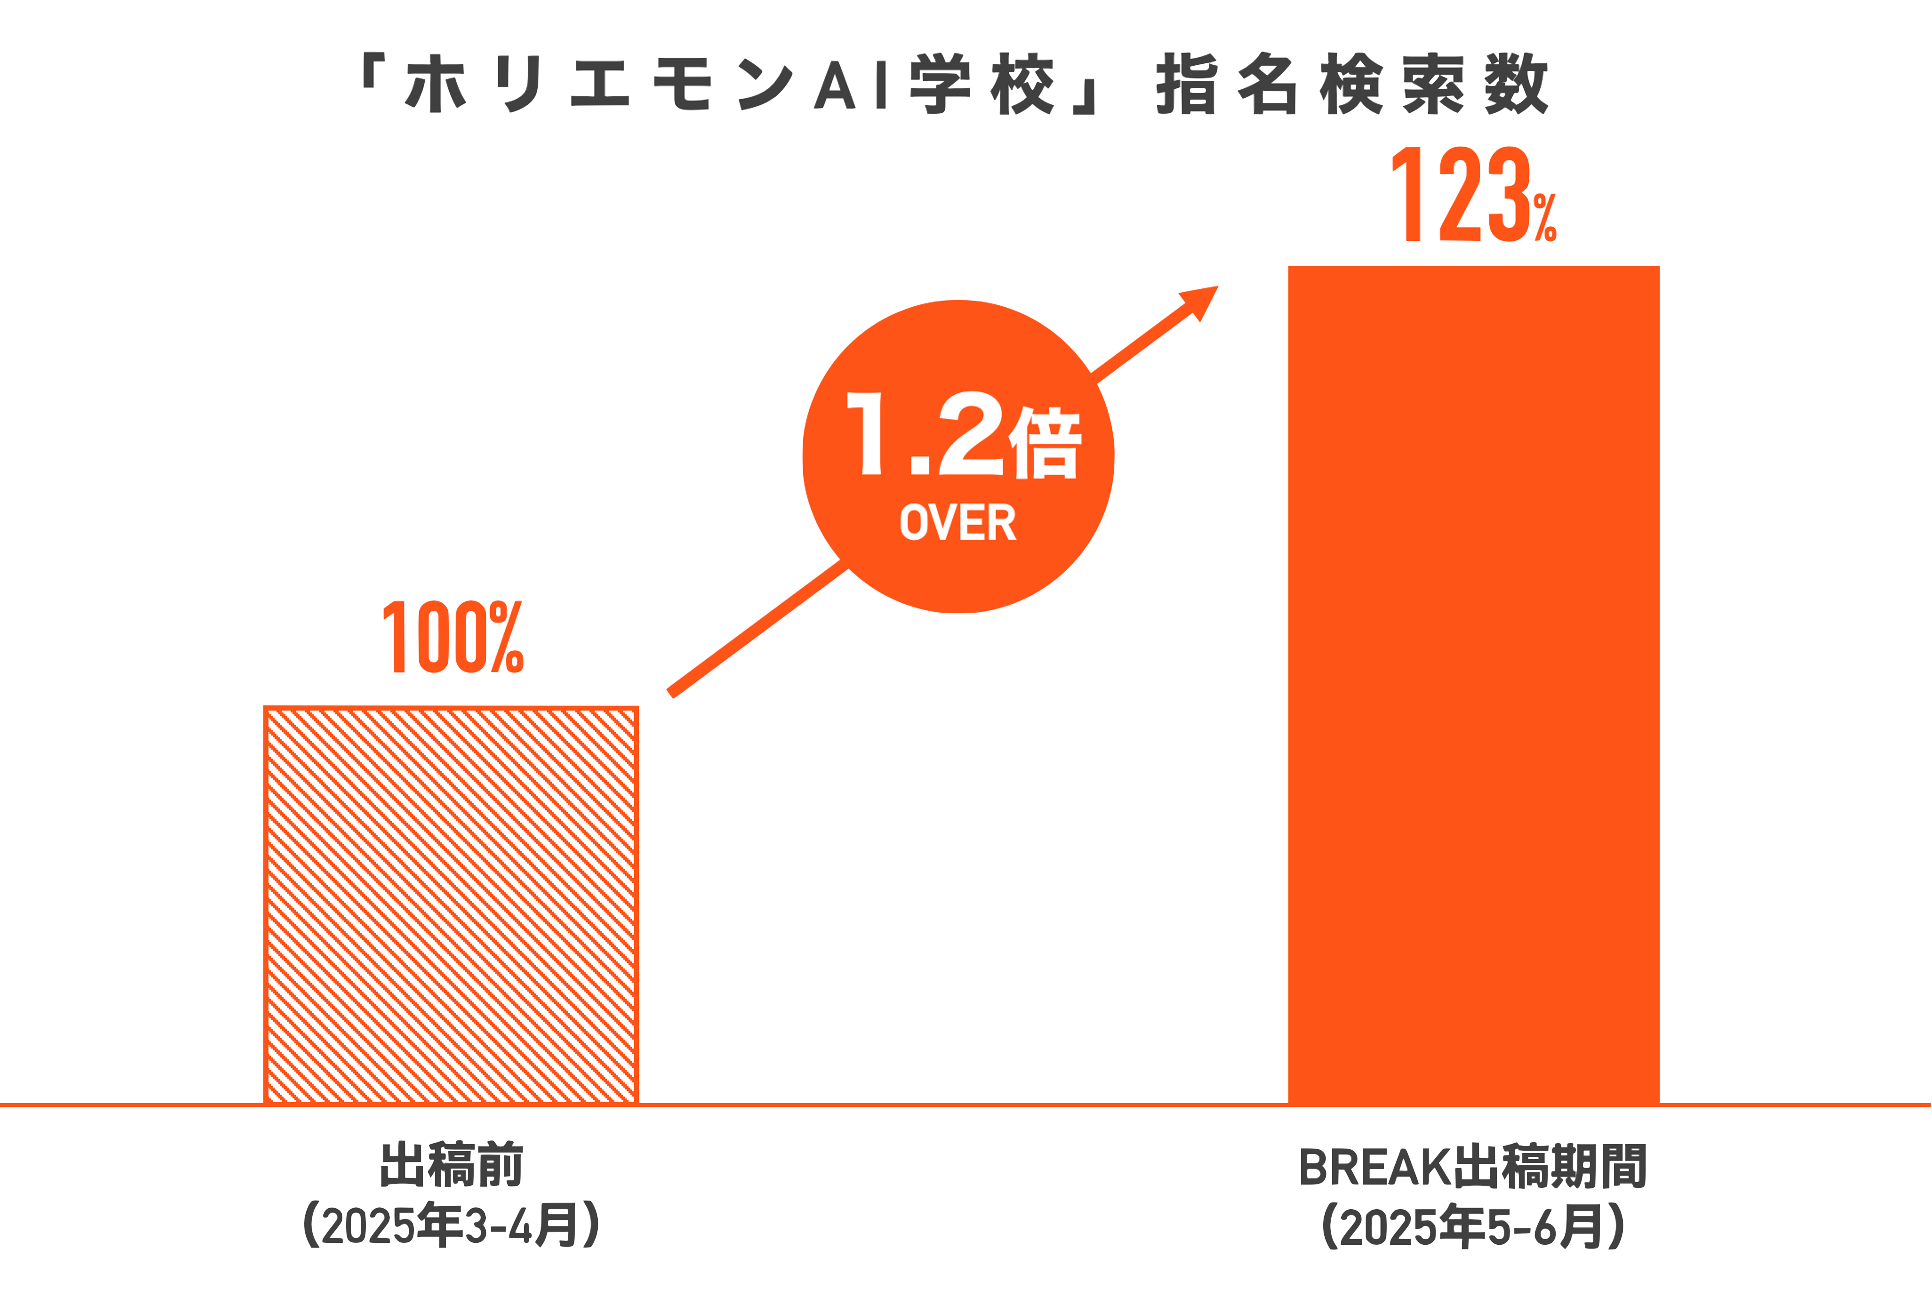 「ホリエモンAI学校」指名検索数
123%
1.2倍
OVER
100%
出稿前
(2025年3-4月)
BREAK出稿期間
(2025年5-6月)